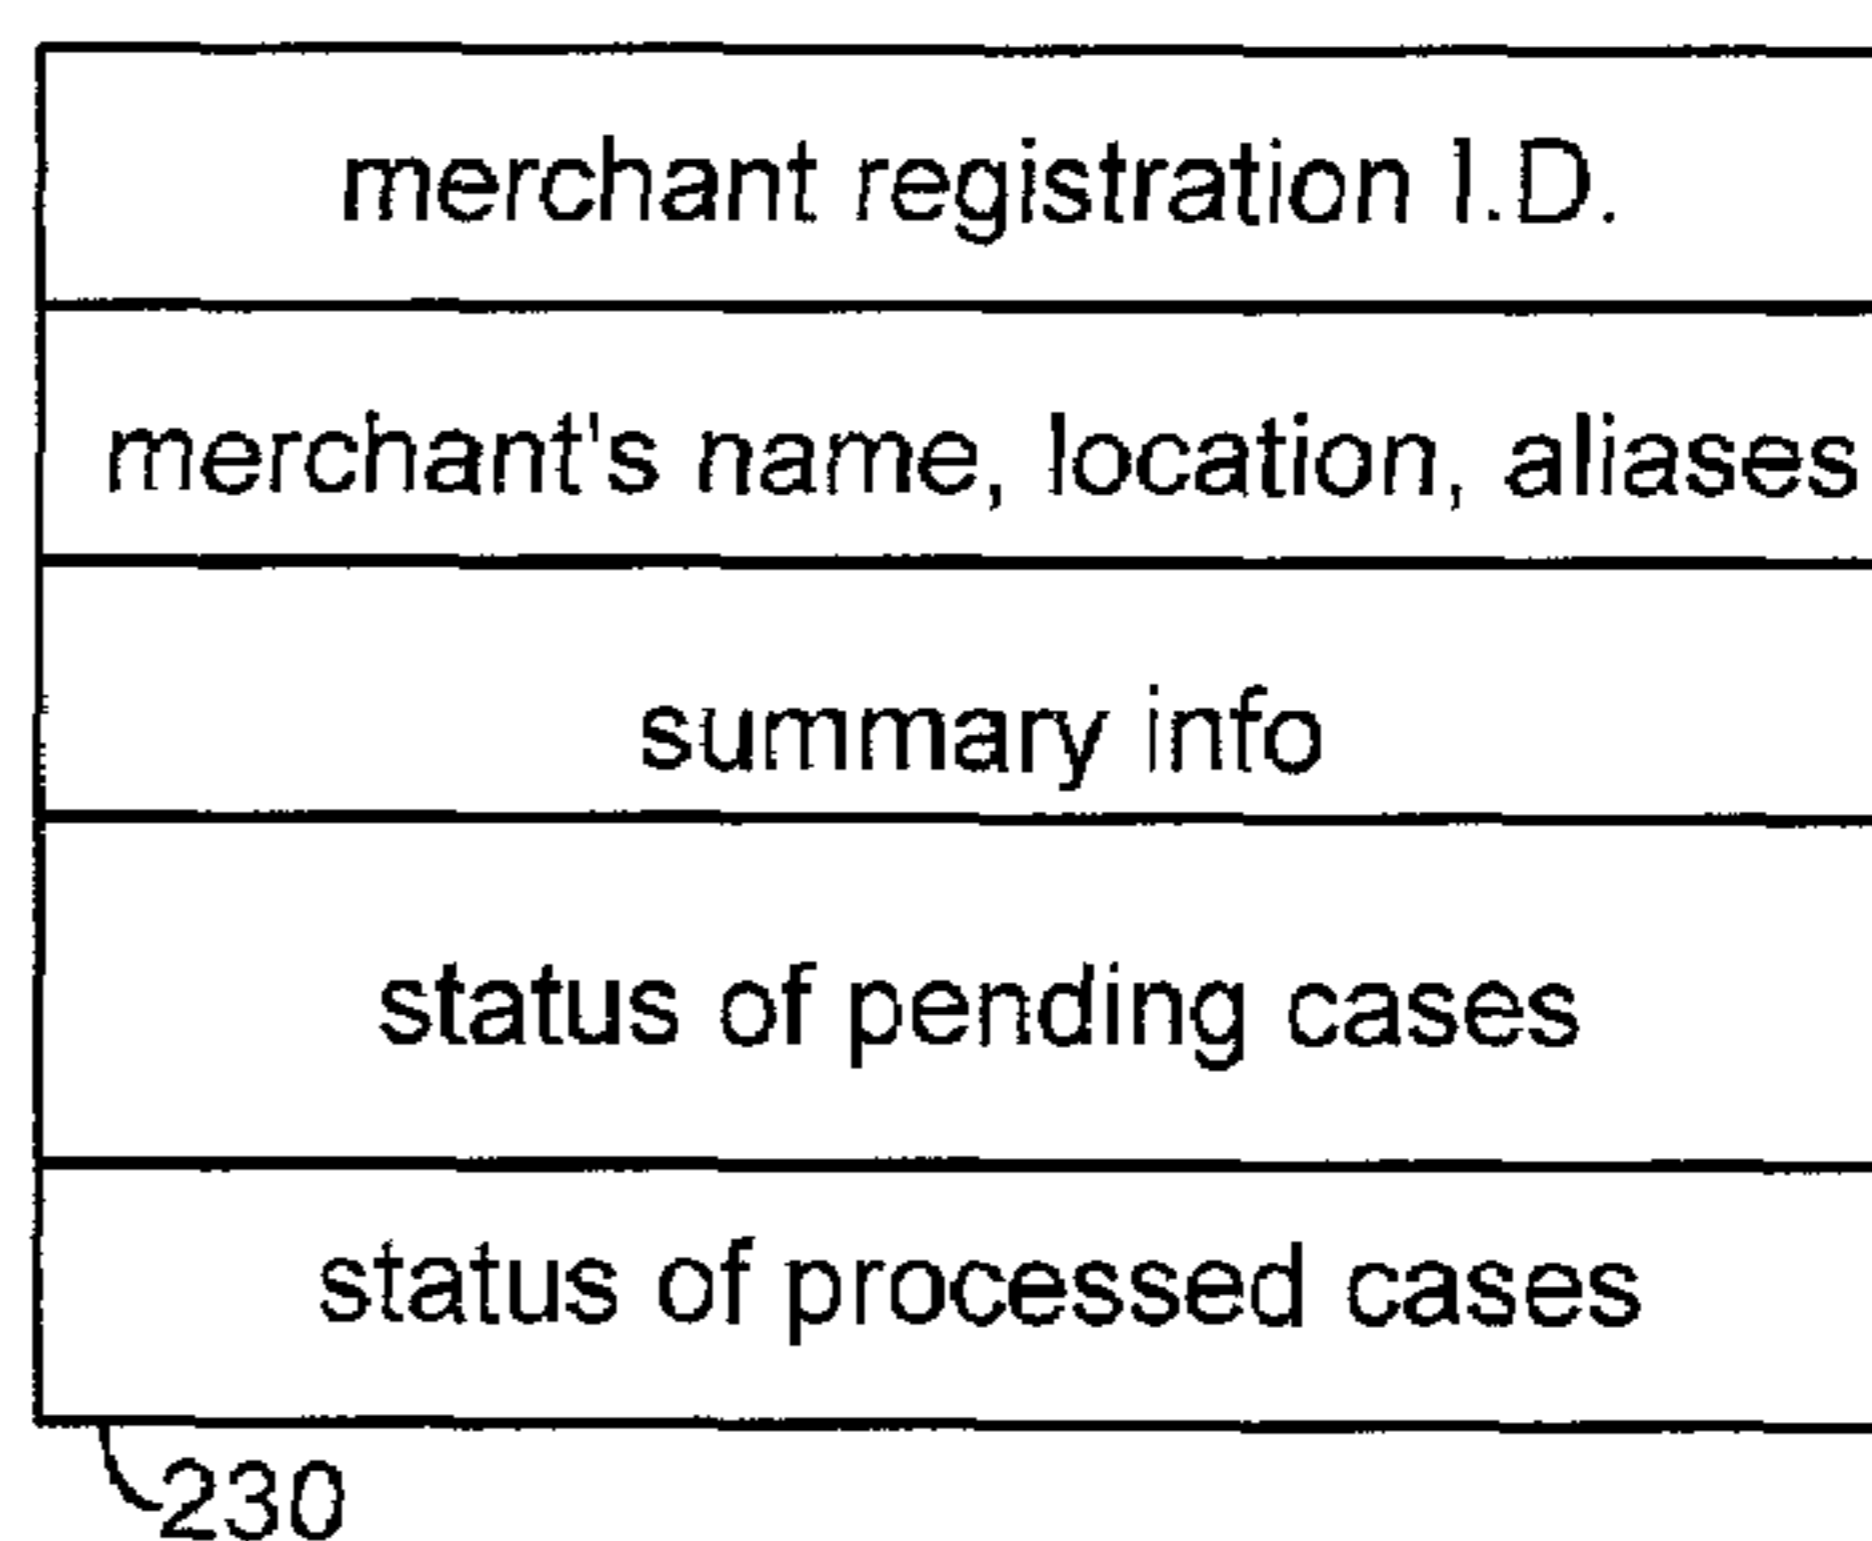 merchant registration I.D.
merchant's name, location, aliases
summary info
status of pending cases
status of processed cases
230